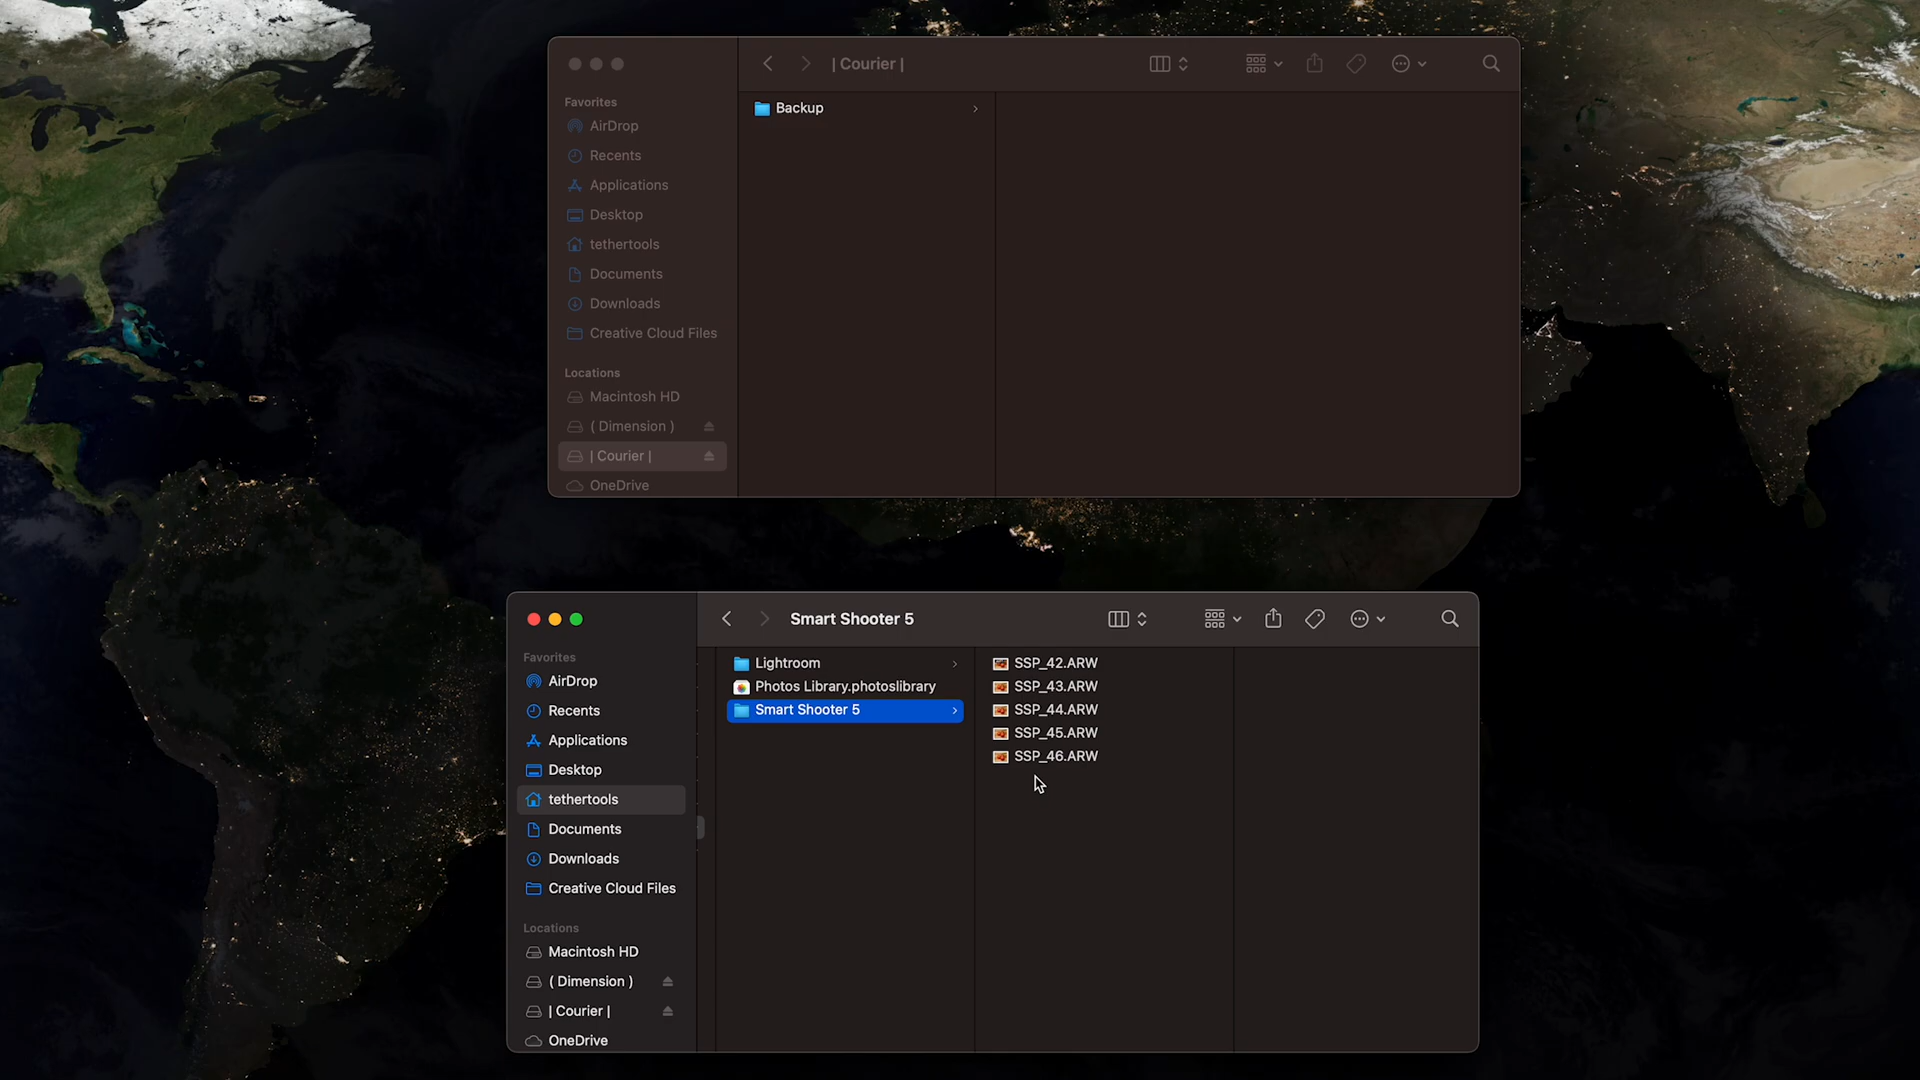 | Courier |
Favorites
AirDrop
Recents
Applications
Desktop
tethertools
Documents
Downloads
Creative Cloud Files
Locations
Macintosh HD
( Dimension )
| Courier |
OneDrive
Backup
Smart Shooter 5
Favorites
AirDrop
Recents
Applications
Desktop
tethertools
Documents
Downloads
Creative Cloud Files
Locations
Macintosh HD
( Dimension )
| Courier |
OneDrive
Lightroom
Photos Library.photoslibrary
Smart Shooter 5
SSP_42.ARW
SSP_43.ARW
SSP_44.ARW
SSP_45.ARW
SSP_46.ARW